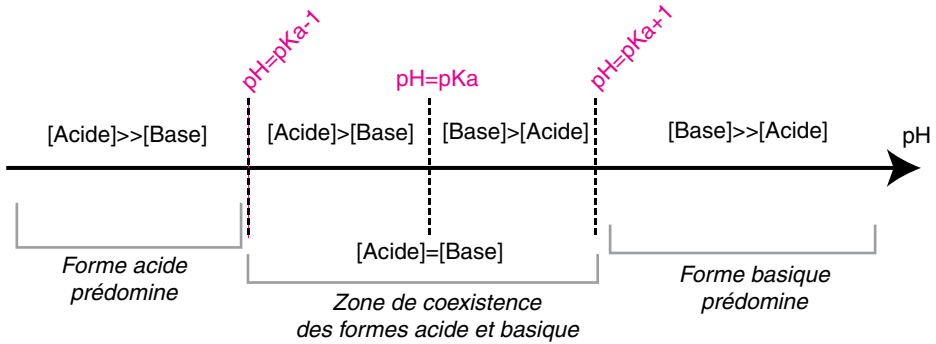 pH=pKa-1
pH=pKa
pH=pKa+1
[Acide]>>[Base]
[Acide]>[Base]
[Base]>[Acide]
[Base]>>[Acide]
pH
[Acide]=[Base]
Forme acide
prédomine
Zone de coexistence
des formes acide et basique
Forme basique
prédomine